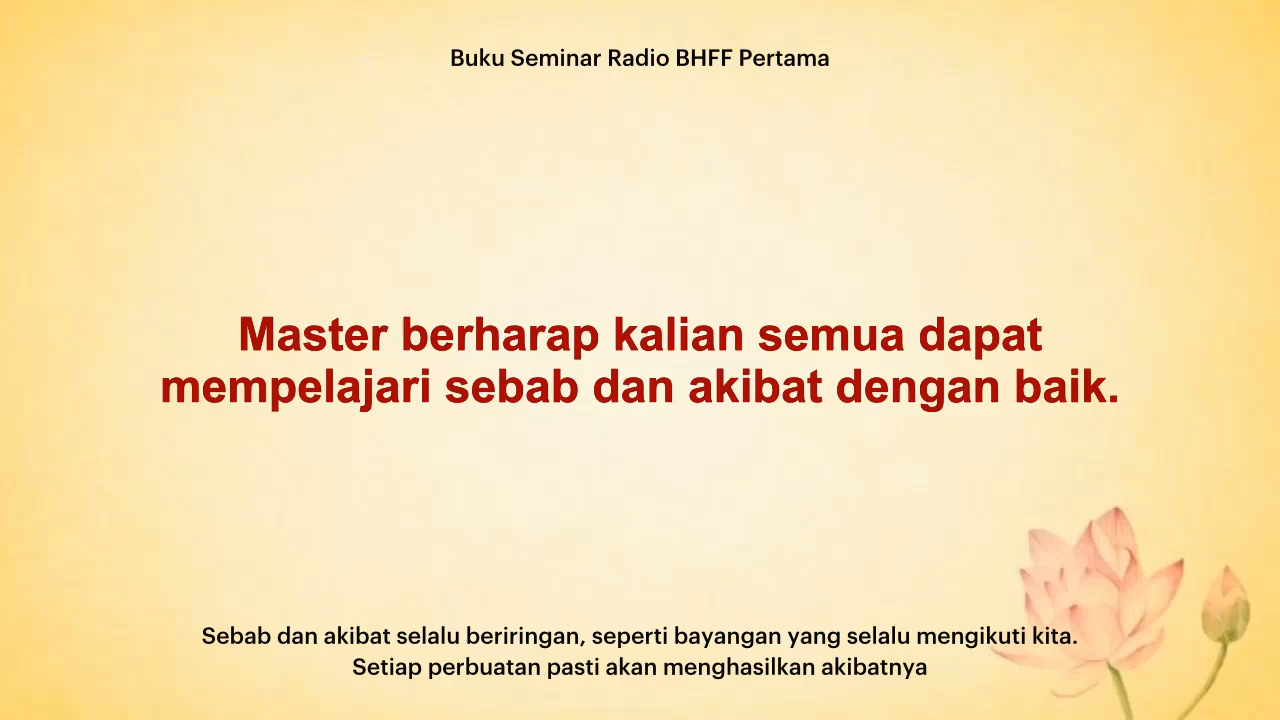 Buku Seminar Radio BHFF Pertama
Master berharap kalian semua dapat
mempelajari sebab dan akibat dengan baik.
Sebab dan akibat selalu beriringan, seperti bayangan yang selalu mengikuti kita.
Setiap perbuatan pasti akan menghasilkan akibatnya